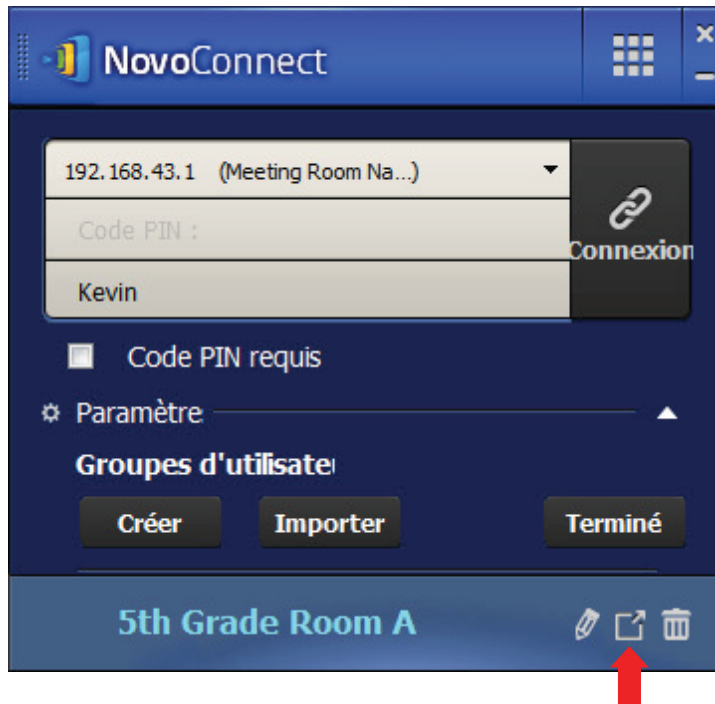 NovoConnect
192.168.43.1 (Meeting Room Na...)
Code PIN :
Connexion
Kevin
Code PIN requis
Paramètre
Groupes d'utilisateu
Créer Importer Terminé
5th Grade Room A